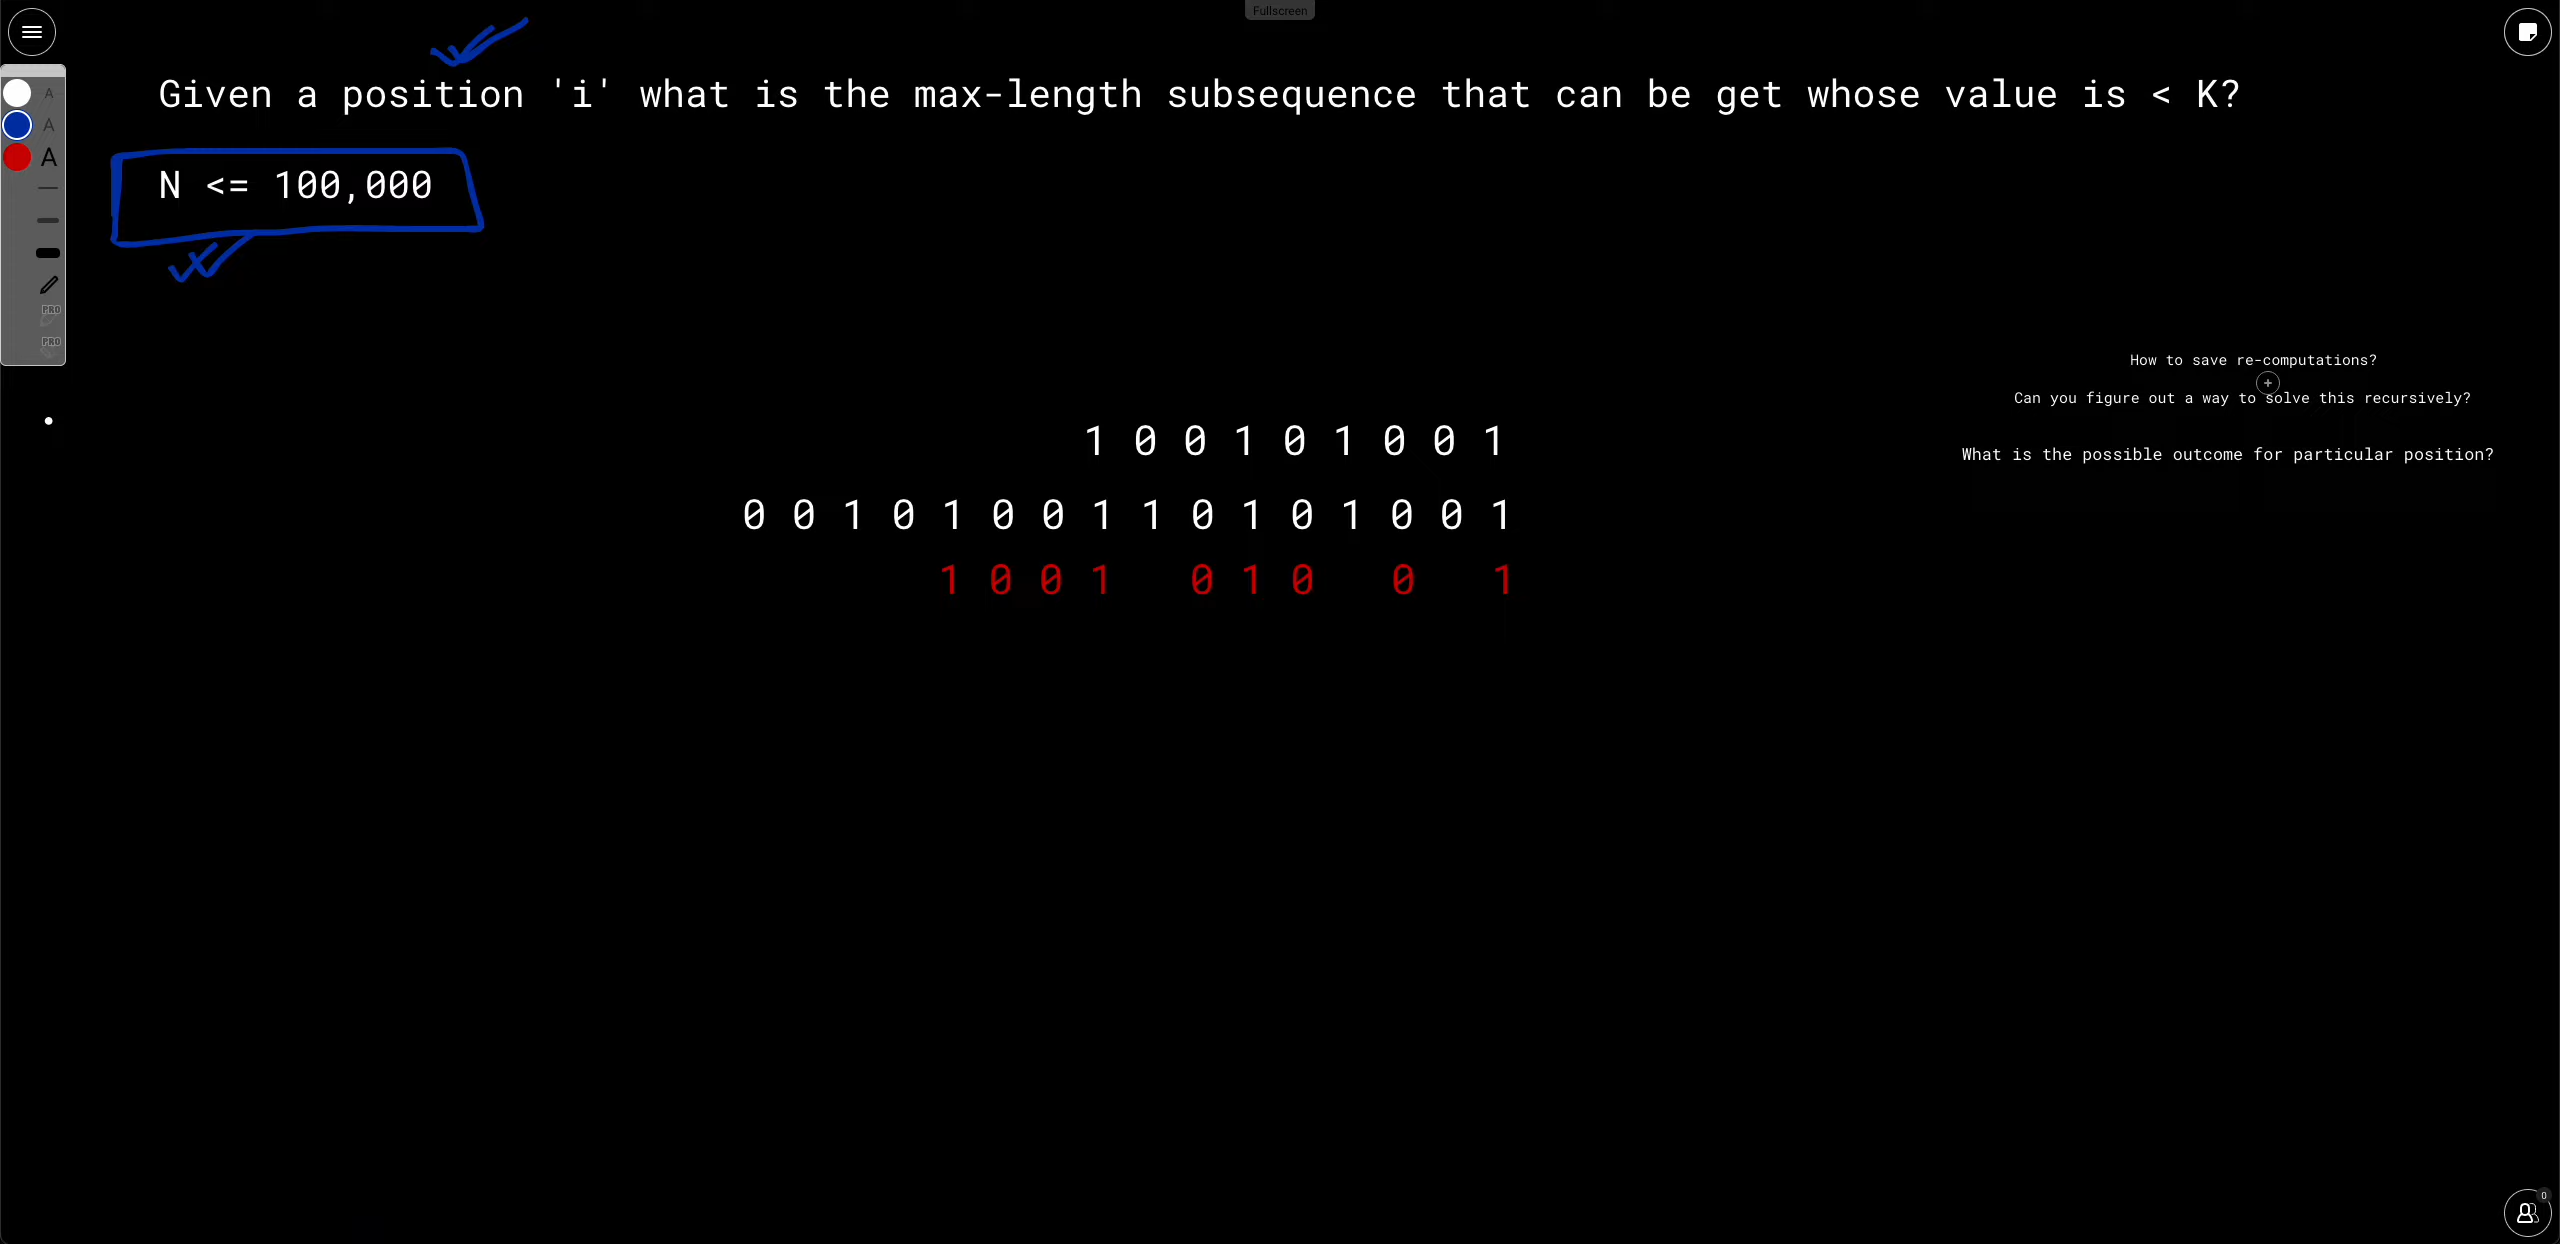 Fullscreen
Given a position 'i' what is the max-length subsequence that can be get whose value is < K?
A
A
A
N <= 100,000
PRO
PRO
How to save re-computations?
Can you figure out a way to solve this recursively?
What is the possible outcome for particular position?
1 0 0 1 0 1 0 0 1
0 0 1 0 1 0 0 1 1 0 1 0 1 0 0 1
1 0 0 1 0 1 0 0 1
0